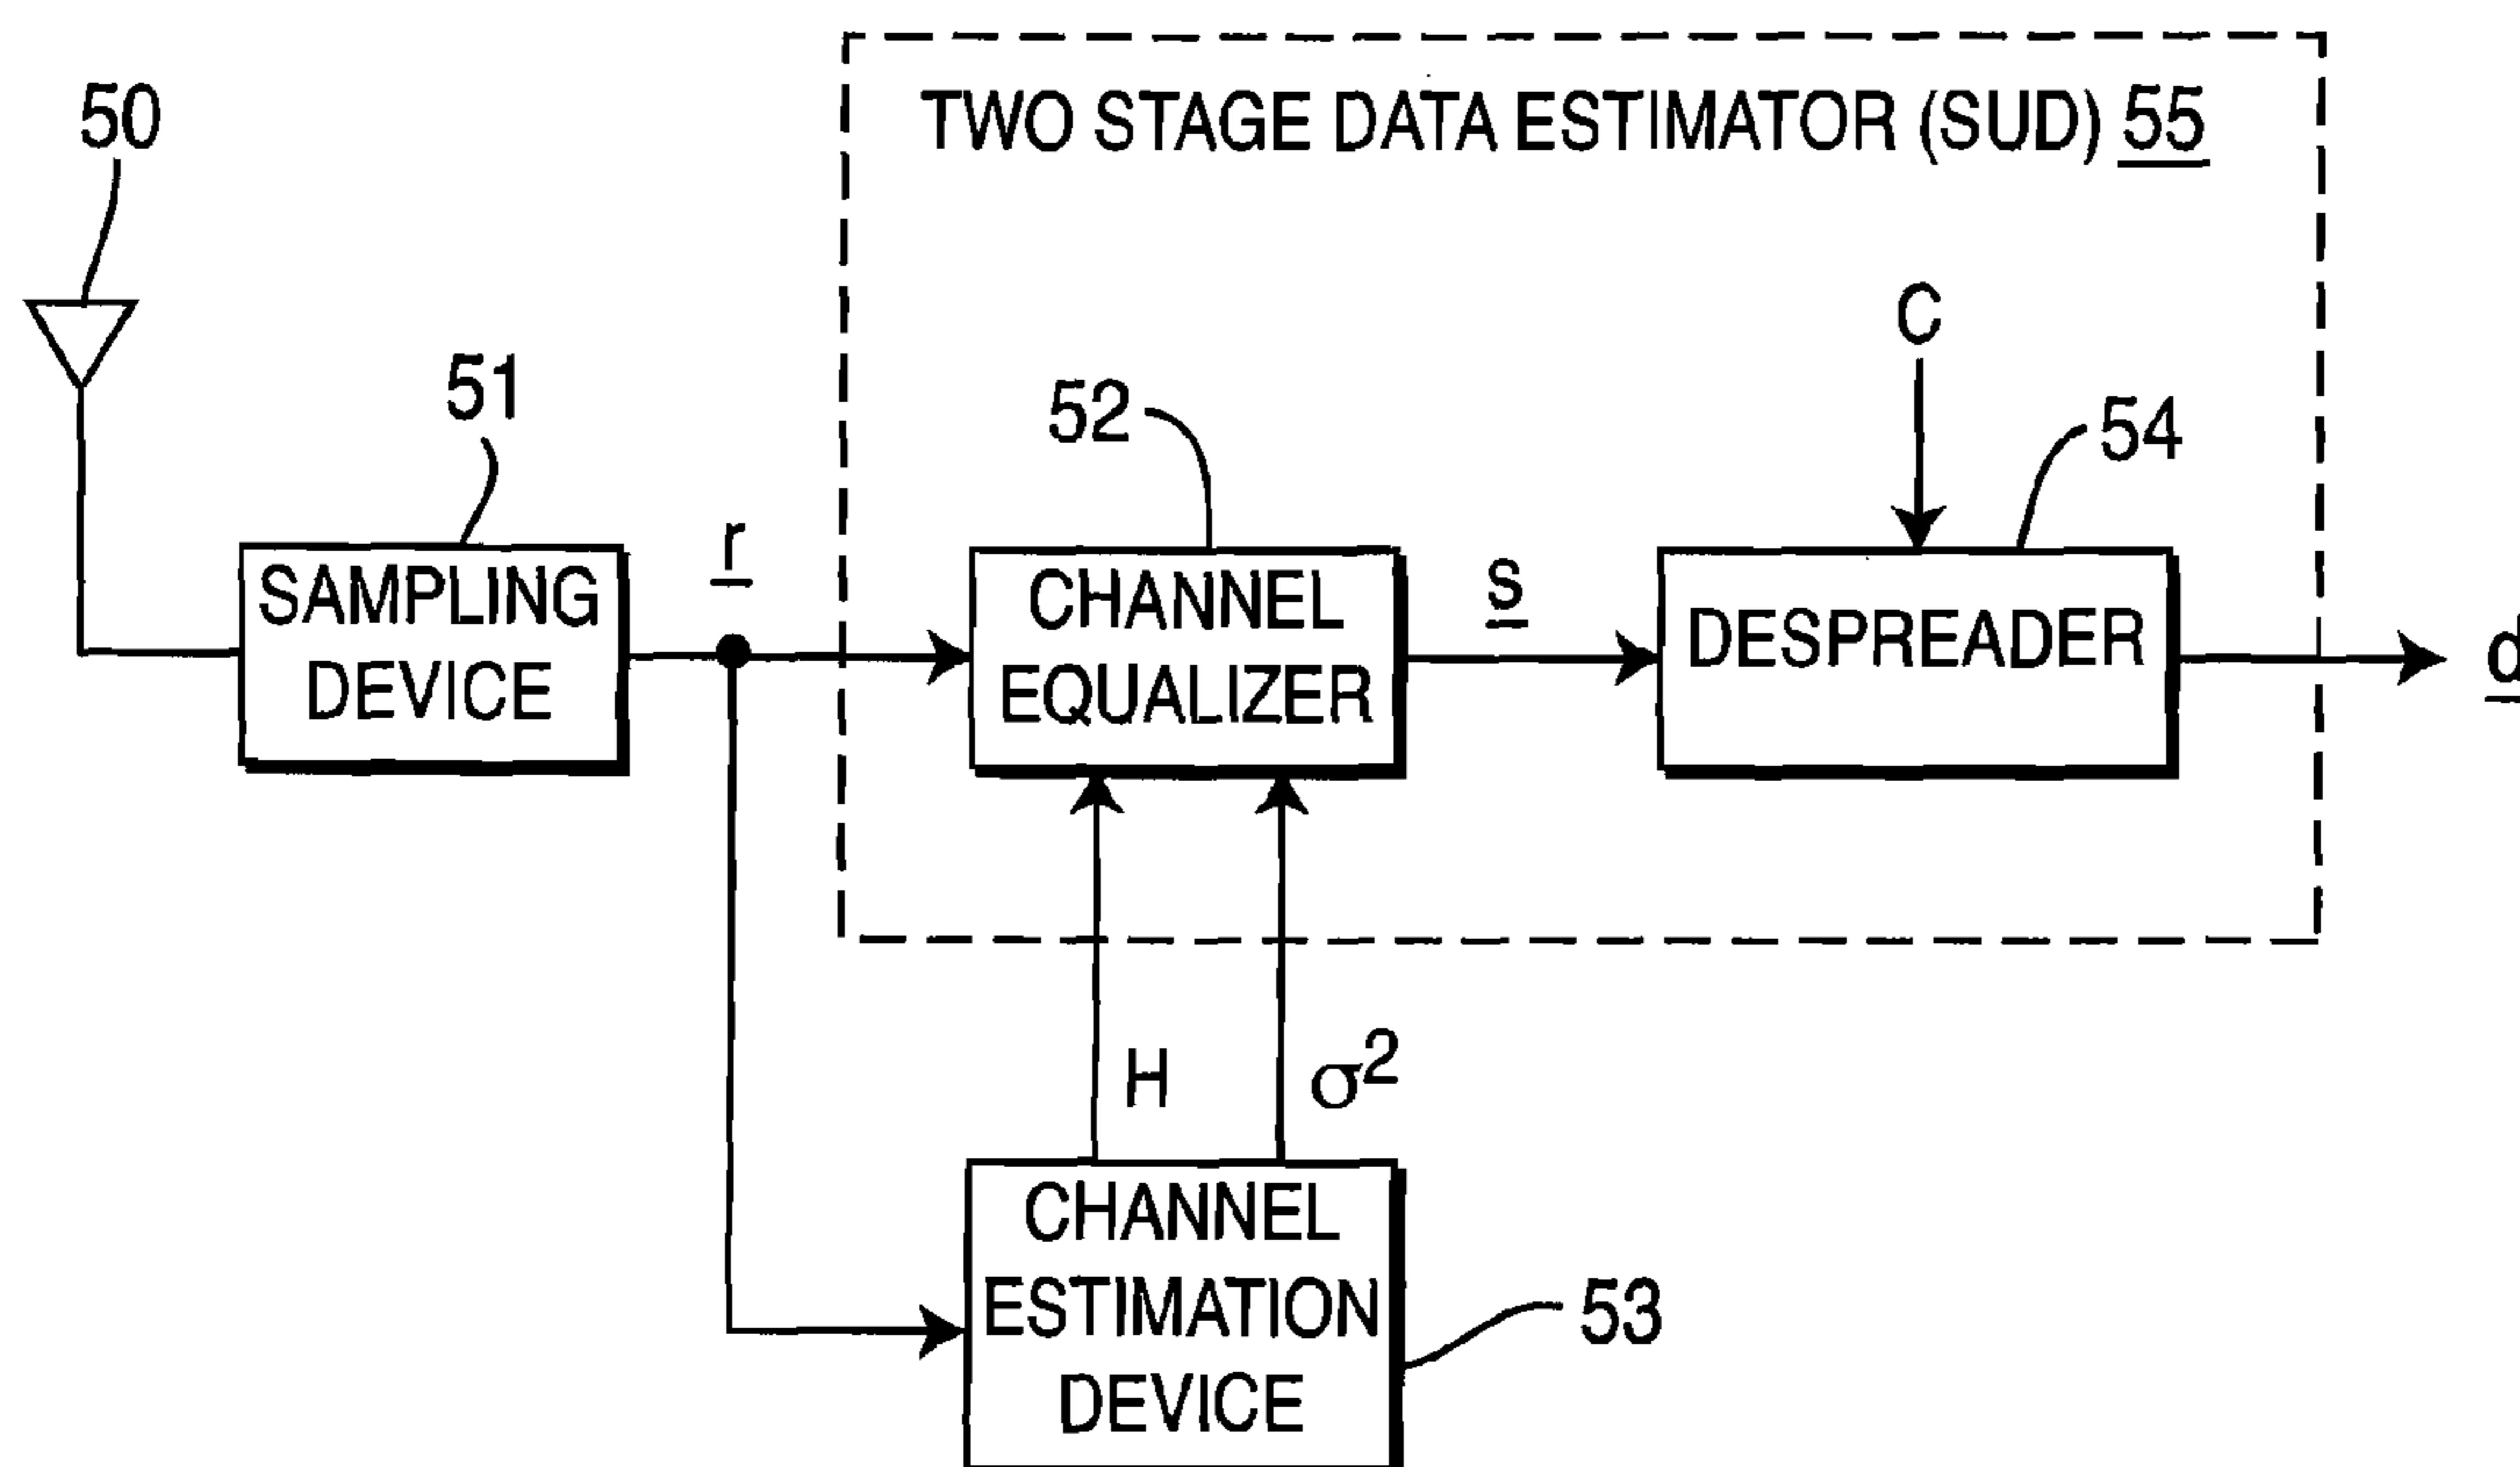 TWO STAGE DATA ESTIMATOR (SUD) 55
50
C
51
52
54
r
SAMPLING
DEVICE
CHANNEL
EQUALIZER
s
DESPREADER
d
H
σ²
CHANNEL
ESTIMATION
DEVICE
53